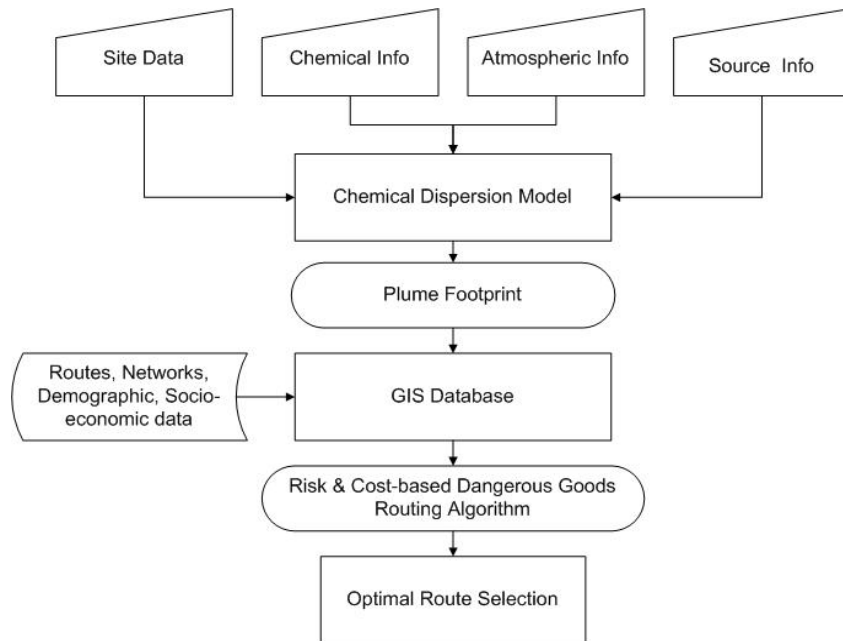 Site Data
Chemical Info
Atmospheric Info
Source Info
Chemical Dispersion Model
Plume Footprint
Routes, Networks,
Demographic, Socio-
economic data
GIS Database
Risk & Cost-based Dangerous Goods
Routing Algorithm
Optimal Route Selection